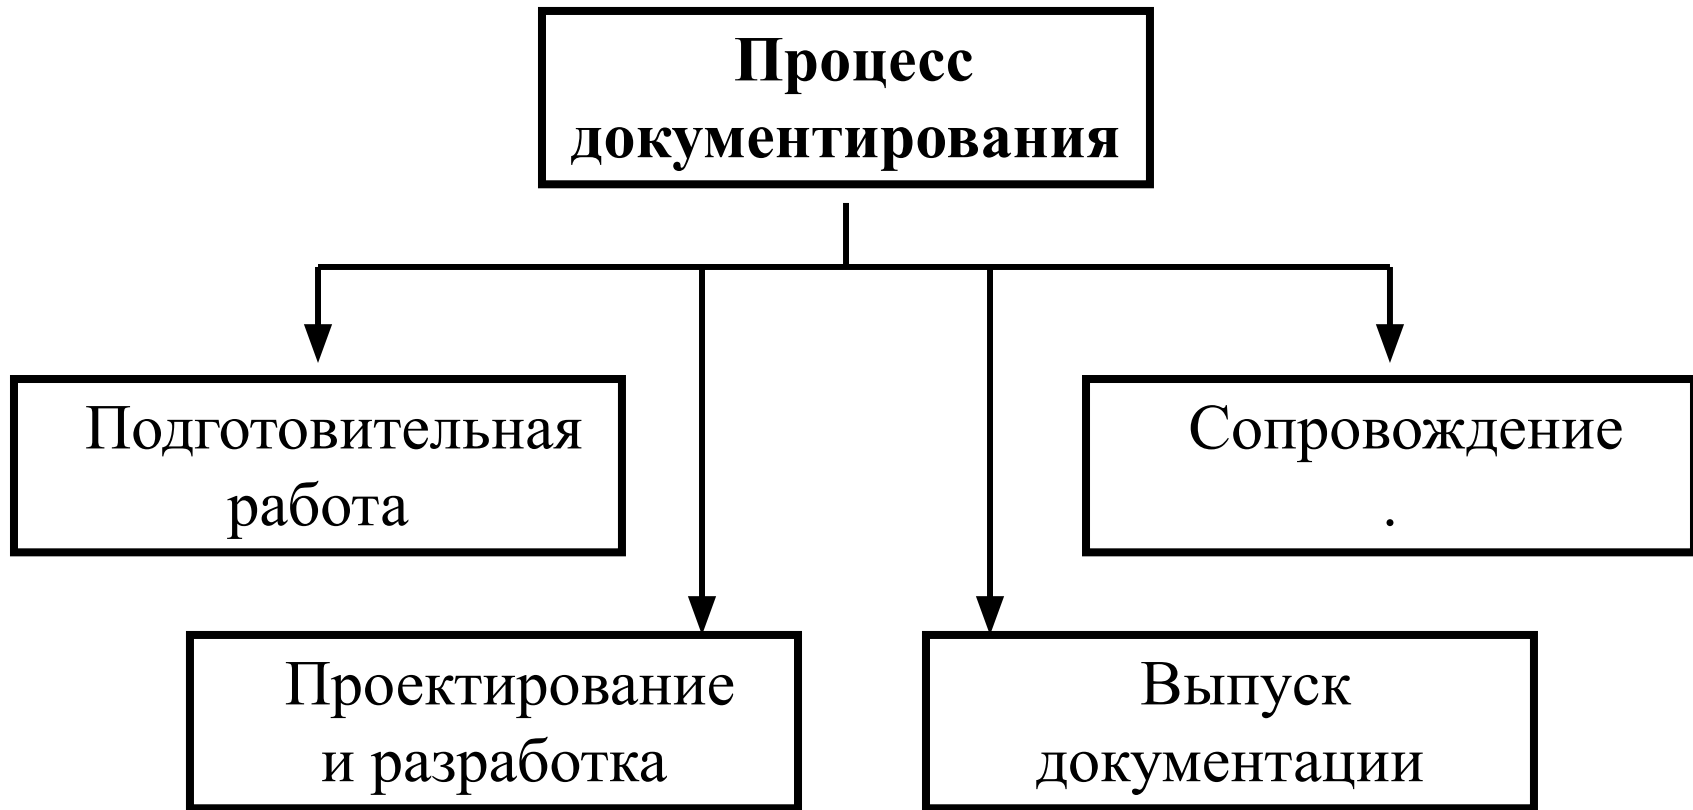 Процесс
документирования
Подготовительная
работа
Сопровождение
.
Проектирование
и разработка
Выпуск
документации